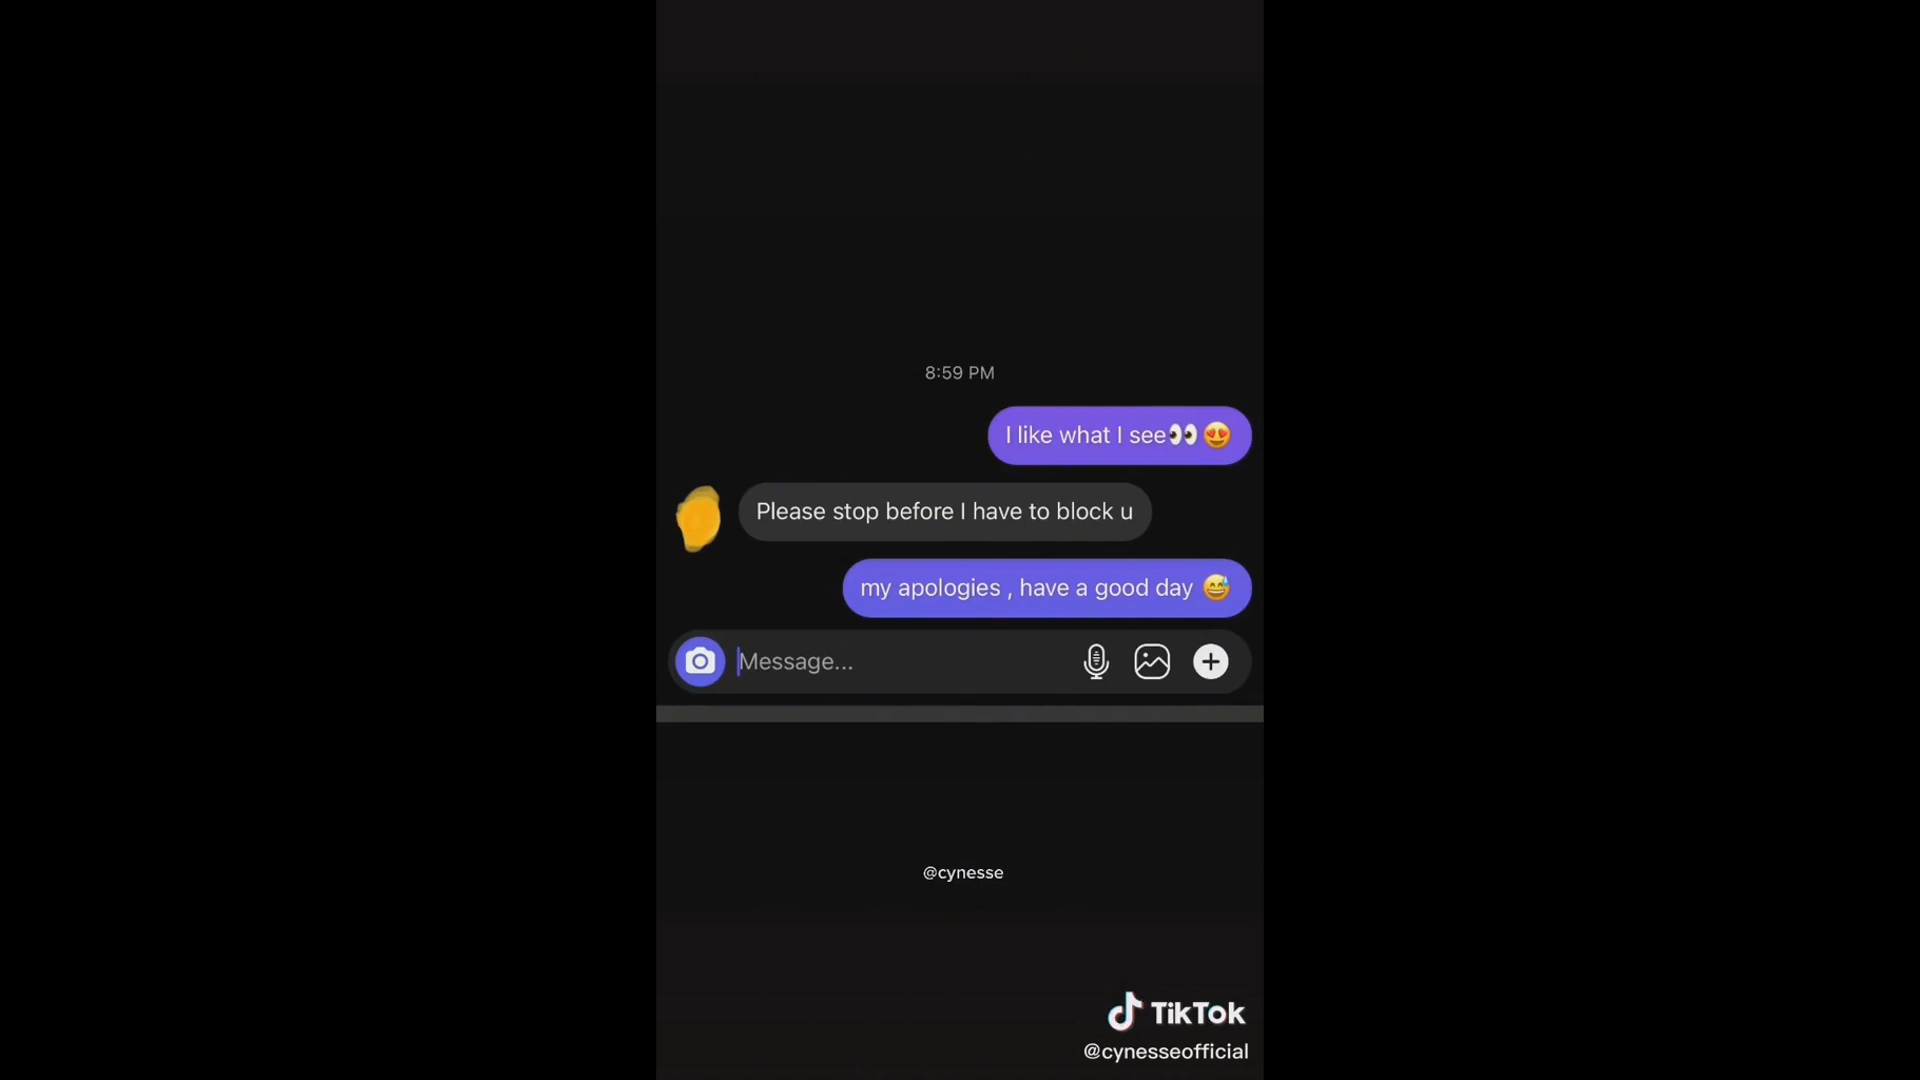 8:59 PM
I like what I see👀 😍
Please stop before I have to block u
my apologies , have a good day 😅
Message...
@cynesse
TikTok
@cynesseofficial